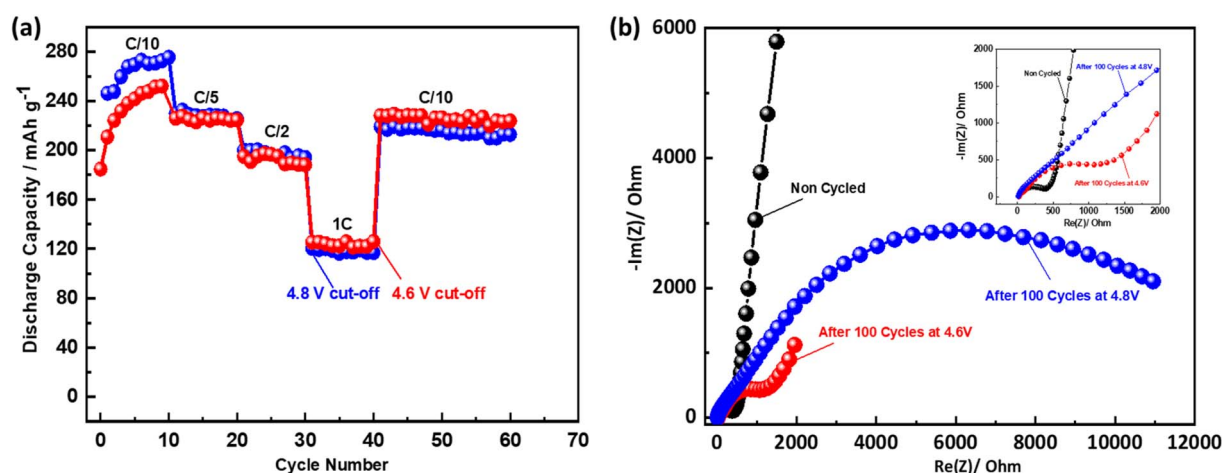 (a)
280
240
200
160
120
80
40
0
Discharge Capacity / mAh g-1
C/10
C/5
C/2
1C
C/10
4.8 V cut-off
4.6 V cut-off
0 10 20 30 40 50 60 70
Cycle Number
(b)
6000
4000
2000
0
-Im(Z)/ Ohm
Non Cycled
After 100 Cycles at 4.8V
After 100 Cycles at 4.6V
0 2000 4000 6000 8000 10000 12000
Re(Z)/ Ohm
2000
1500
1000
500
0
-Im(Z)/ Ohm
Non Cycled
After 100 Cycles at 4.8V
After 100 Cycles at 4.6V
0 500 1000 1500 2000
Re(Z)/ Ohm